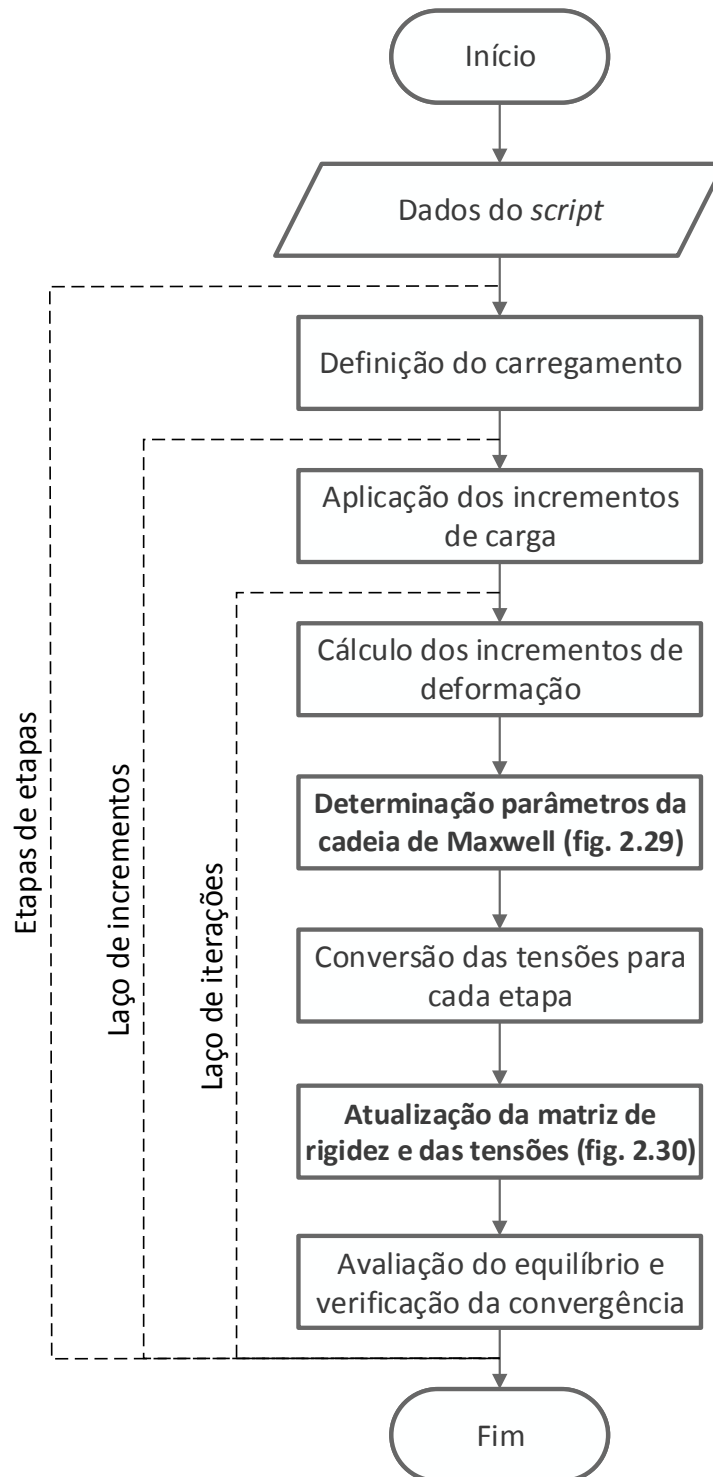 Início
Dados do script
Definição do carregamento
Aplicação dos incrementos
de carga
Cálculo dos incrementos de
deformação
Determinação parâmetros da
cadeia de Maxwell (fig. 2.29)
Conversão das tensões para
cada etapa
Atualização da matriz de
rigidez e das tensões (fig. 2.30)
Avaliação do equilíbrio e
verificação da convergência
Fim
Etapas de etapas
Laço de incrementos
Laço de iterações